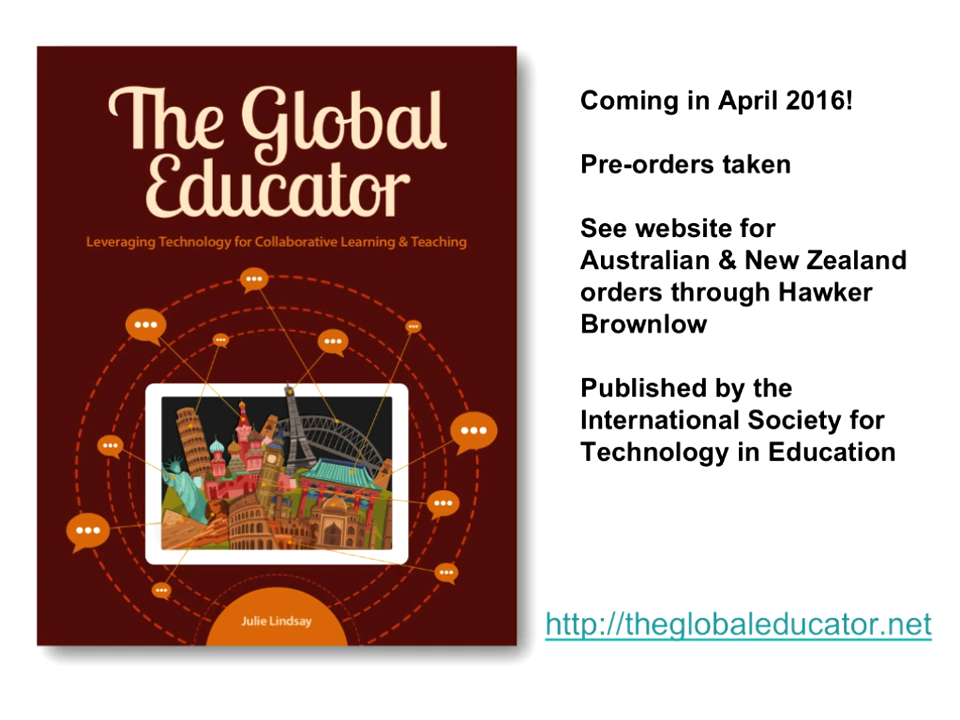 The Global
Educator
Leveraging Technology for Collaborative Learning & Teaching
Julie Lindsay
Coming in April 2016!
Pre-orders taken
See website for
Australian & New Zealand
orders through Hawker
Brownlow
Published by the
International Society for
Technology in Education
http://theglobaleducator.net